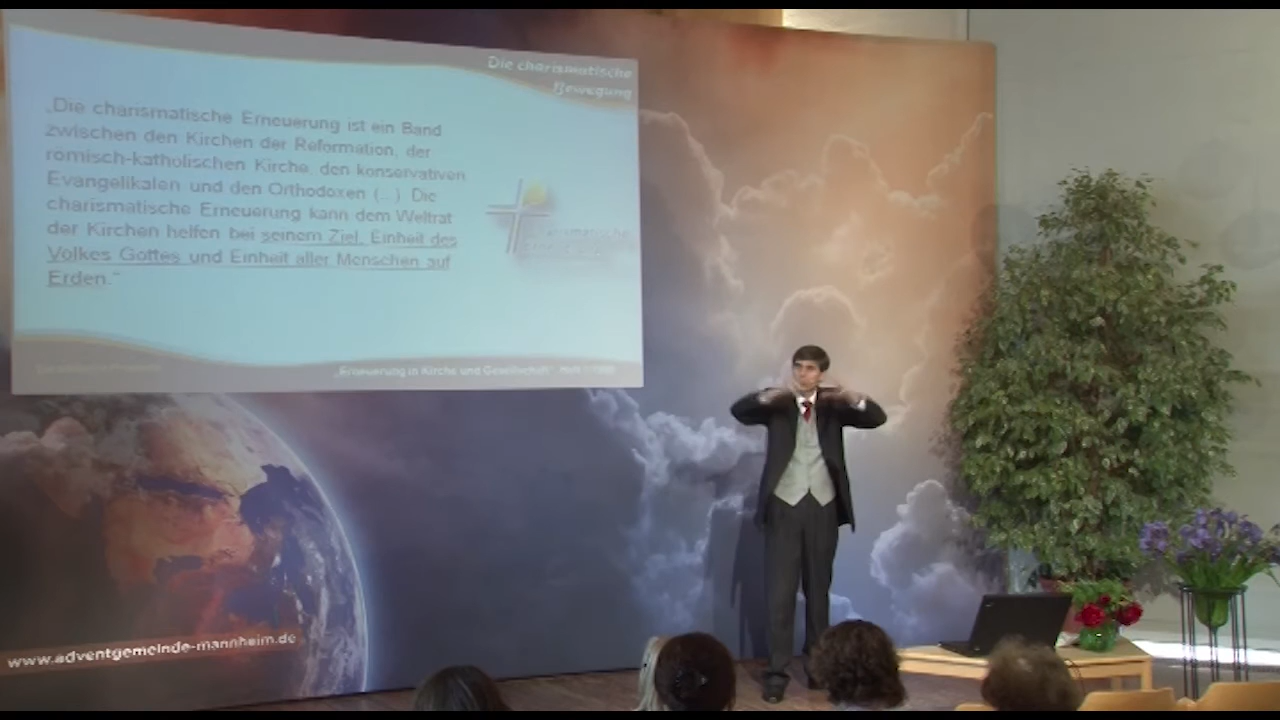 Die charismatische
Bewegung
„Die charismatische Erneuerung ist ein Band
zwischen den Kirchen der Reformation, der
römisch-katholischen Kirche, den konservativen
Evangelikalen und den Orthodoxen (...) Die
charismatische Erneuerung kann dem Weltrat
der Kirchen helfen bei seinem Ziel, Einheit des
Volkes Gottes und Einheit aller Menschen auf
Erden.“
„Erneuerung in Kirche und Gesellschaft“, Heft
www.adventgemeinde-mannheim.de